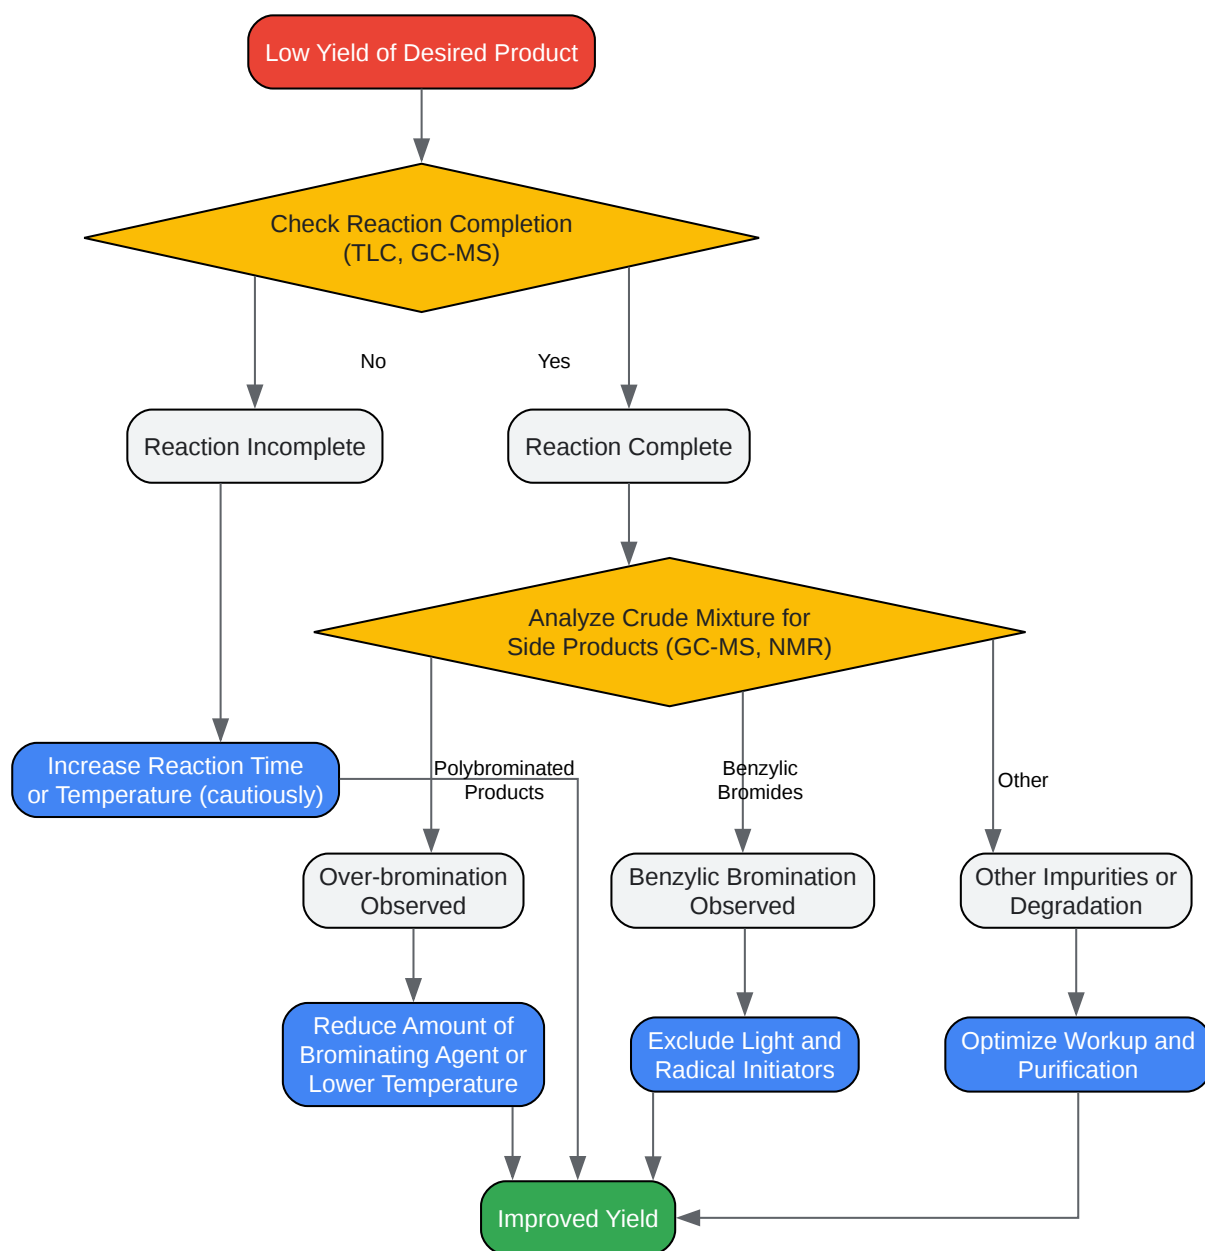 Low Yield of Desired Product
Check Reaction Completion
(TLC, GC-MS)
No
Yes
Reaction Incomplete
Reaction Complete
Analyze Crude Mixture for
Side Products (GC-MS, NMR)
Increase Reaction Time
or Temperature (cautiously)
Polybrominated
Products
Benzylic
Bromides
Other
Over-bromination
Observed
Benzylic Bromination
Observed
Other Impurities or
Degradation
Reduce Amount of
Brominating Agent or
Lower Temperature
Exclude Light and
Radical Initiators
Optimize Workup and
Purification
Improved Yield